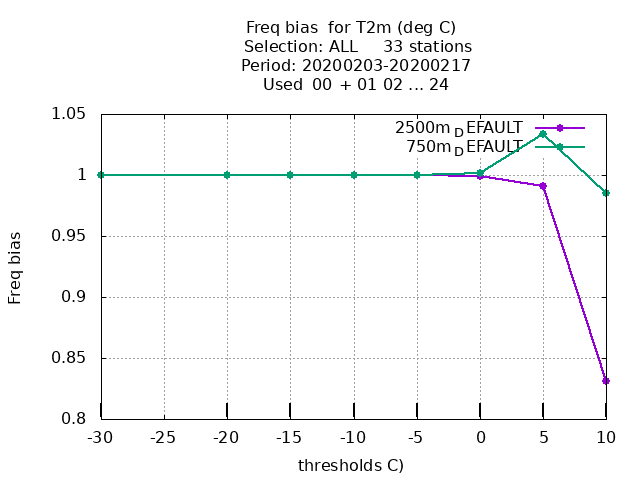 Freq bias  for T2m (deg C)
Selection: ALL     33 stations
Period: 20200203-20200217
Used  00  + 01 02 ... 24
2500m_DEFAULT
750m_DEFAULT
1.05
1
0.95
0.9
0.85
0.8
Freq bias
-30 -25 -20 -15 -10 -5 0 5 10
thresholds C)